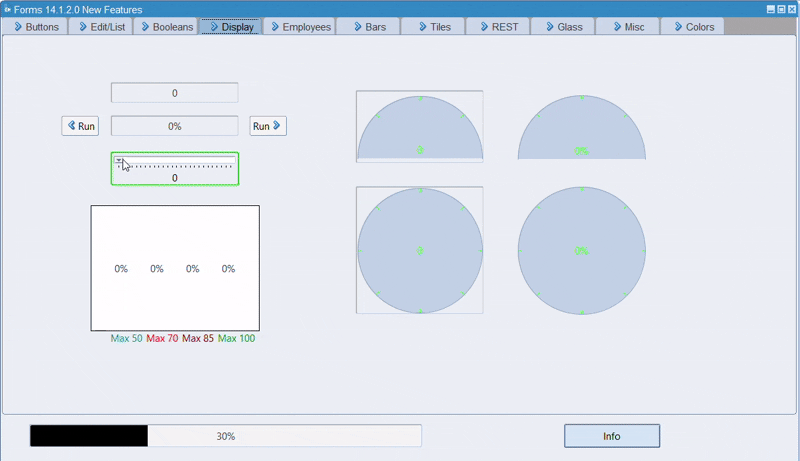 Forms 14.1.2.0 New Features
Buttons Edit/List Booleans Display Employees Bars Tiles REST Glass Misc Colors
0
Run 0% Run
0
0% 0% 0% 0%
Max 50 Max 70 Max 85 Max 100
0 0%
0 0%
30% Info